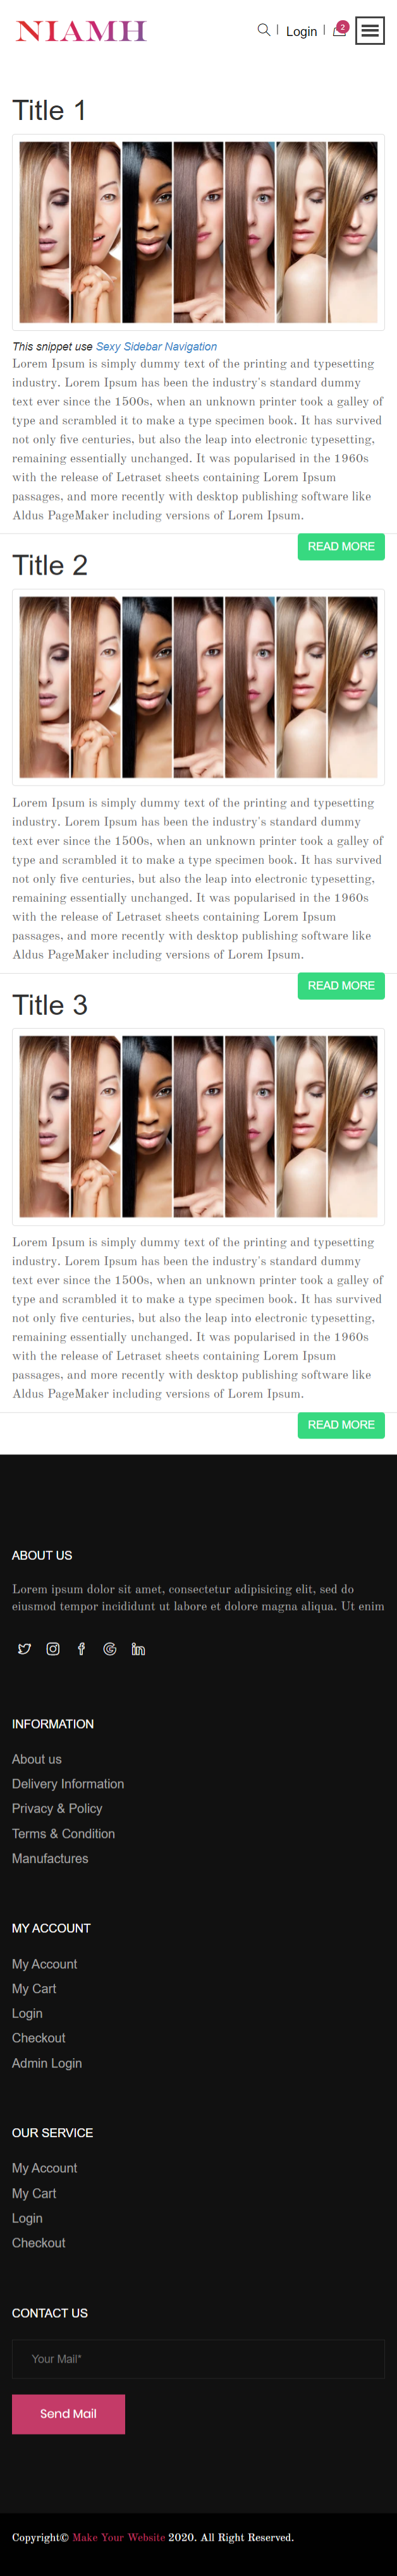 NIAMH
Login
2
Title 1
This snippet use Sexy Sidebar Navigation
Lorem Ipsum is simply dummy text of the printing and typesetting
industry. Lorem Ipsum has been the industry's standard dummy
text ever since the 1500s, when an unknown printer took a galley of
type and scrambled it to make a type specimen book. It has survived
not only five centuries, but also the leap into electronic typesetting,
remaining essentially unchanged. It was popularised in the 1960s
with the release of Letraset sheets containing Lorem Ipsum
passages, and more recently with desktop publishing software like
Aldus PageMaker including versions of Lorem Ipsum.
READ MORE
Title 2
Lorem Ipsum is simply dummy text of the printing and typesetting
industry. Lorem Ipsum has been the industry's standard dummy
text ever since the 1500s, when an unknown printer took a galley of
type and scrambled it to make a type specimen book. It has survived
not only five centuries, but also the leap into electronic typesetting,
remaining essentially unchanged. It was popularised in the 1960s
with the release of Letraset sheets containing Lorem Ipsum
passages, and more recently with desktop publishing software like
Aldus PageMaker including versions of Lorem Ipsum.
READ MORE
Title 3
Lorem Ipsum is simply dummy text of the printing and typesetting
industry. Lorem Ipsum has been the industry's standard dummy
text ever since the 1500s, when an unknown printer took a galley of
type and scrambled it to make a type specimen book. It has survived
not only five centuries, but also the leap into electronic typesetting,
remaining essentially unchanged. It was popularised in the 1960s
with the release of Letraset sheets containing Lorem Ipsum
passages, and more recently with desktop publishing software like
Aldus PageMaker including versions of Lorem Ipsum.
READ MORE
ABOUT US
Lorem ipsum dolor sit amet, consectetur adipisicing elit, sed do
eiusmod tempor incididunt ut labore et dolore magna aliqua. Ut enim
INFORMATION
About us
Delivery Information
Privacy & Policy
Terms & Condition
Manufactures
MY ACCOUNT
My Account
My Cart
Login
Checkout
Admin Login
OUR SERVICE
My Account
My Cart
Login
Checkout
CONTACT US
Your Mail*
Send Mail
Copyright© Make Your Website 2020. All Right Reserved.